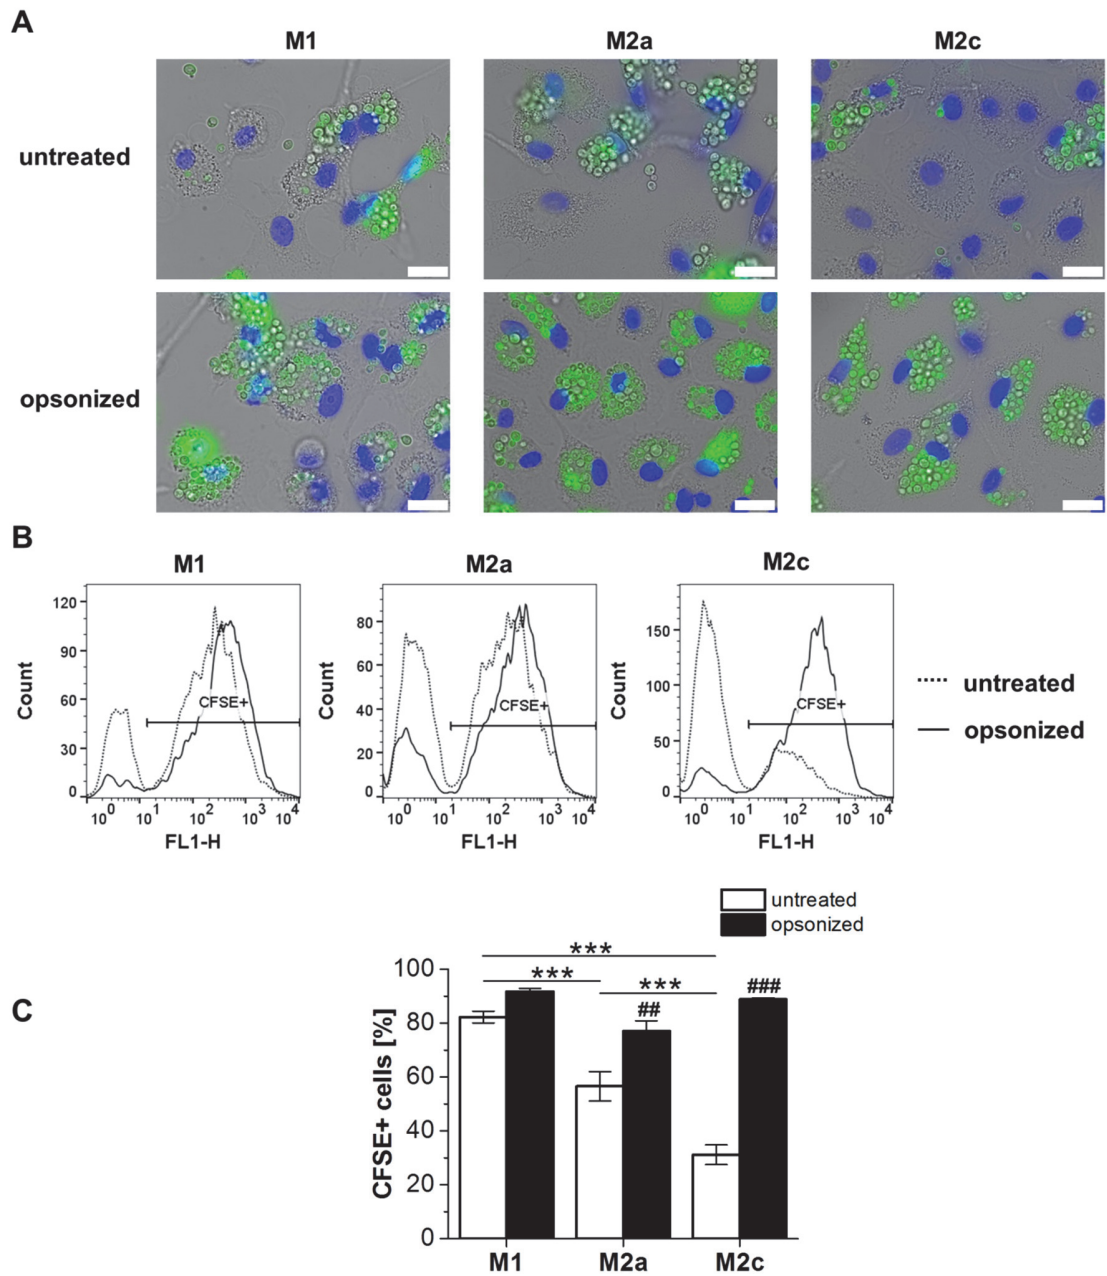 A
M1
M2a
M2c
untreated
opsonized
B
M1
M2a
M2c
Count
120
90
60
30
0
CFSE+
10^0 10^1 10^2 10^3 10^4
FL1-H
Count
80
60
40
20
0
CFSE+
10^0 10^1 10^2 10^3 10^4
FL1-H
Count
150
100
50
0
CFSE+
10^0 10^1 10^2 10^3 10^4
FL1-H
untreated
opsonized
C
untreated
opsonized
CFSE+ cells [%]
100
80
60
40
20
0
***
***
***
##
###
M1
M2a
M2c